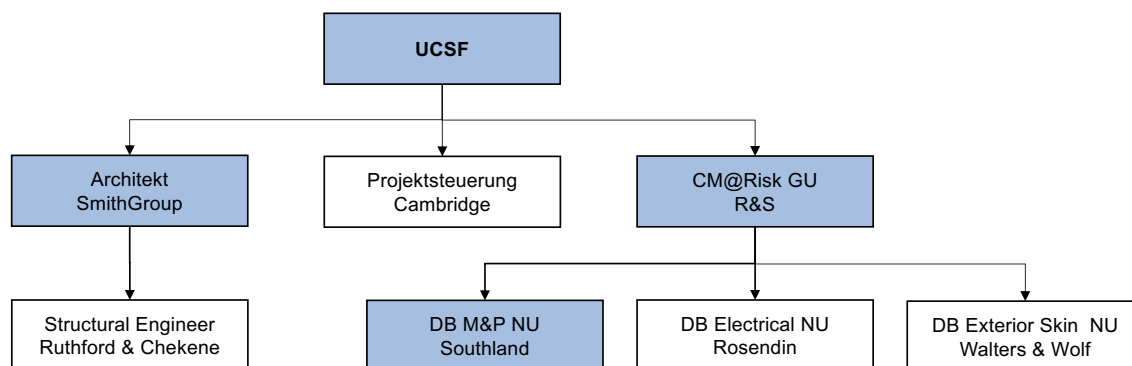 UCSF
Architekt
SmithGroup
Projektsteuerung
Cambridge
CM@Risk GU
R&S
Structural Engineer
Ruthford & Chekene
DB M&P NU
Southland
DB Electrical NU
Rosendin
DB Exterior Skin NU
Walters & Wolf